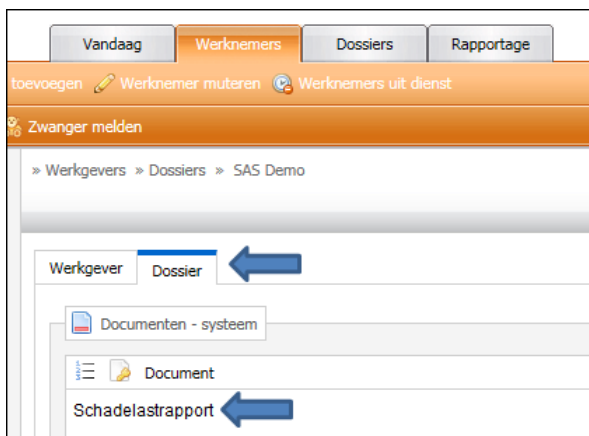 Vandaag Werknemers Dossiers Rapportage
toevoegen Werknemer muteren Werknemers uit dienst
Zwanger melden
» Werkgevers » Dossiers » SAS Demo
Werkgever Dossier
Documenten - systeem
Document
Schadelastrapport